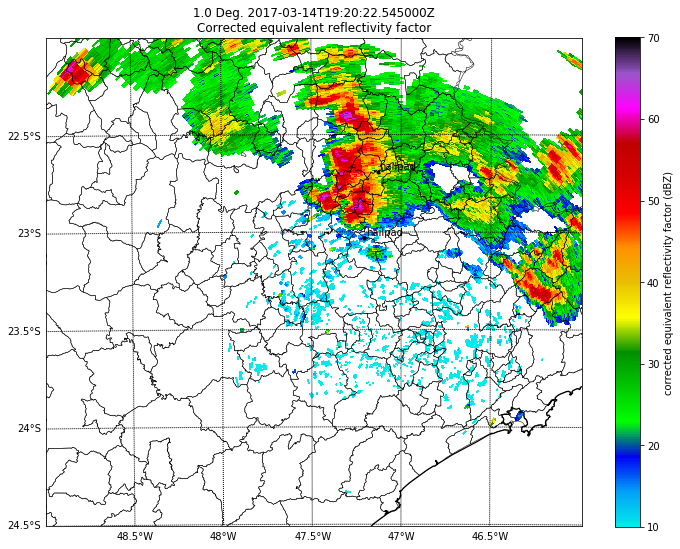 1.0 Deg. 2017-03-14T19:20:22.545000Z
Corrected equivalent reflectivity factor
70
60
50
40
30
20
10
corrected equivalent reflectivity factor (dBZ)
22.5°S
23°S
23.5°S
24°S
24.5°S
hailpad
hailpad
48.5°W
48°W
47.5°W
47°W
46.5°W